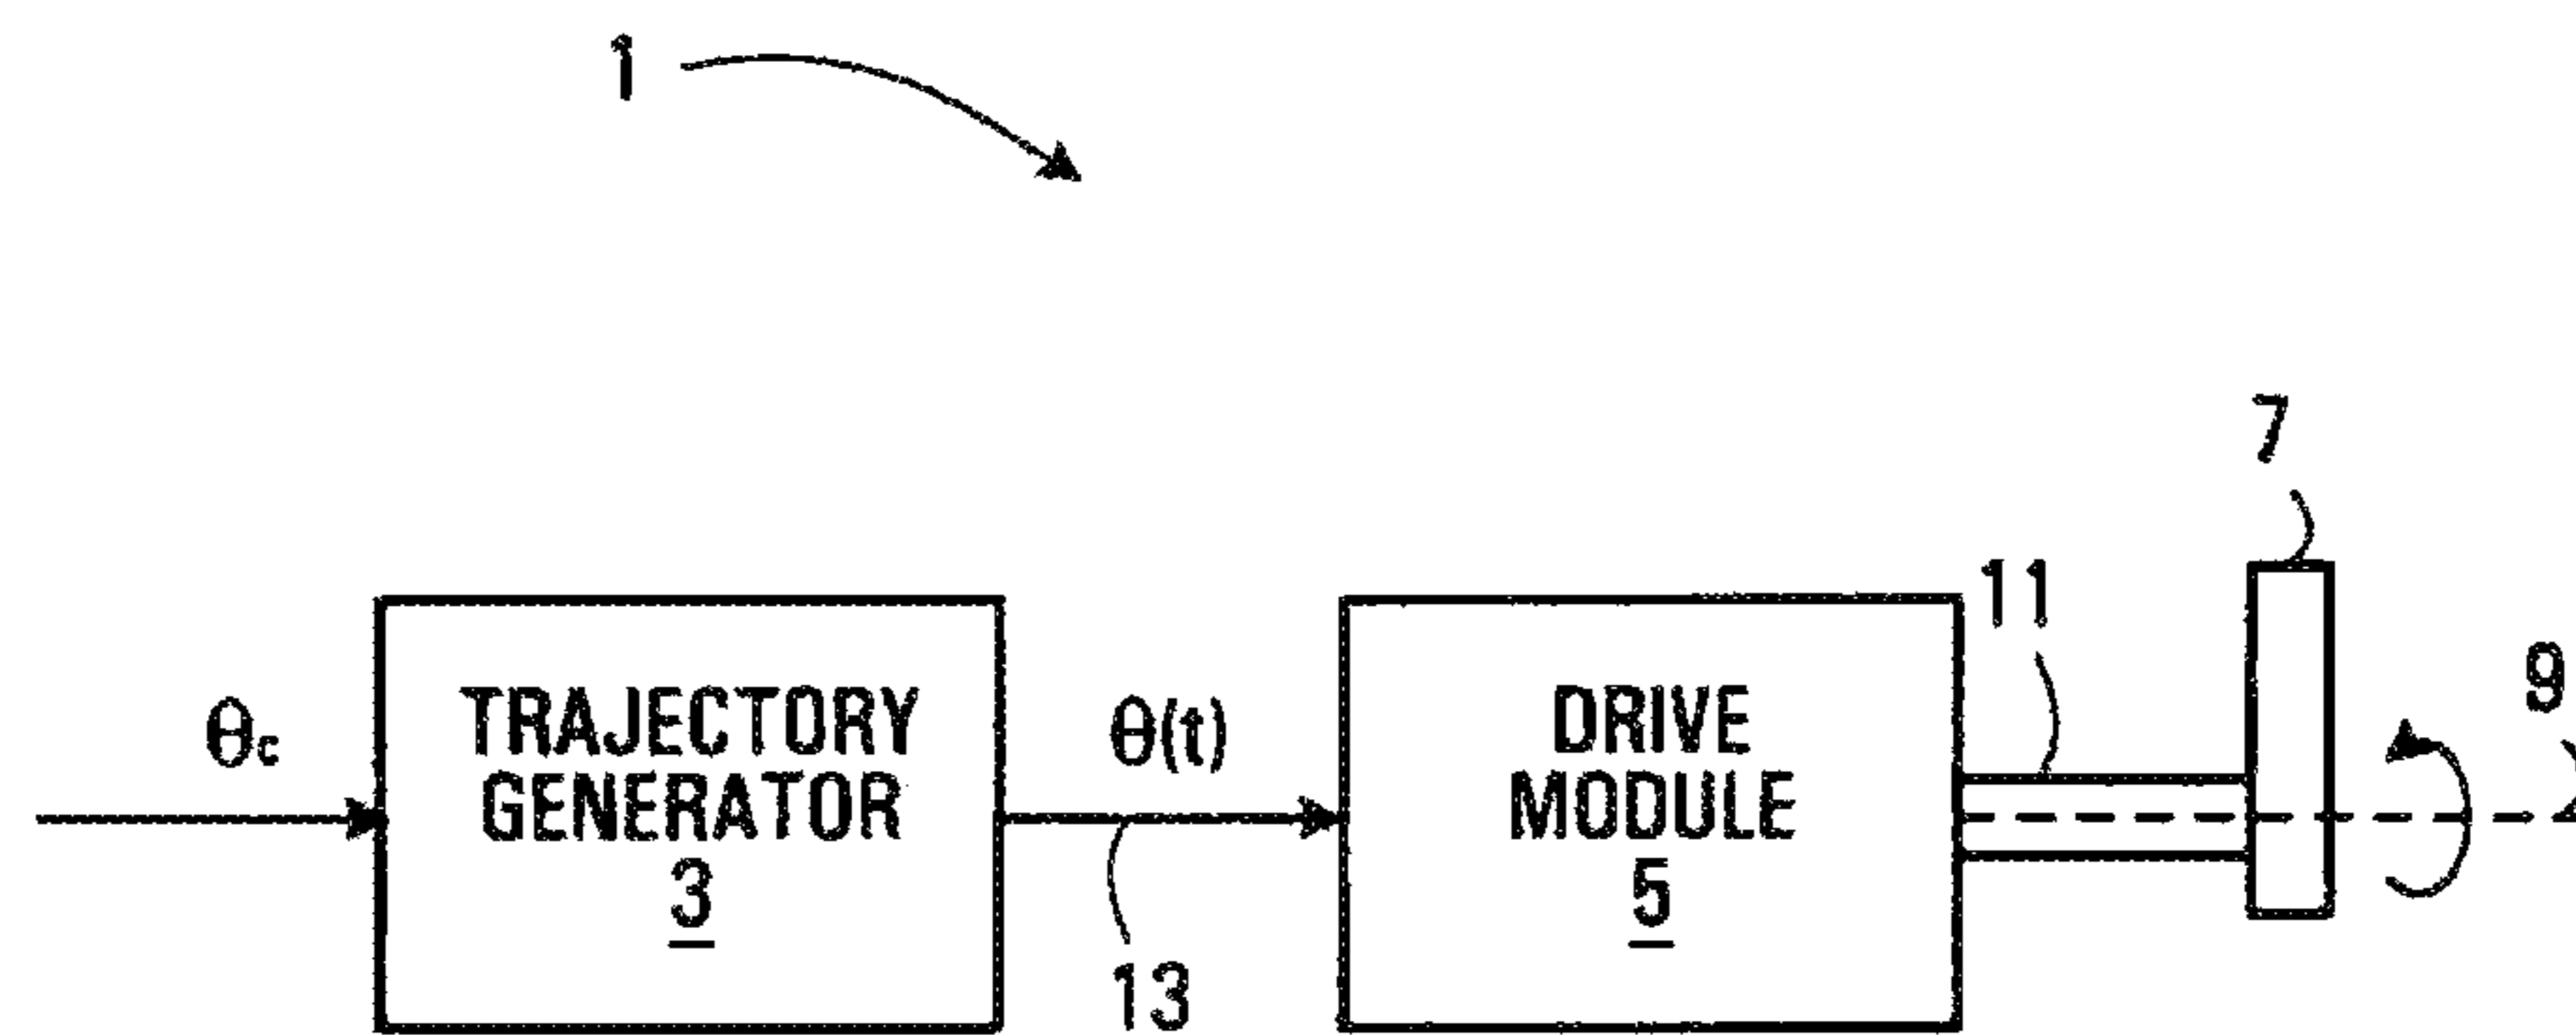 1
7
11
9
θc
TRAJECTORY
GENERATOR
3
θ(t)
13
DRIVE
MODULE
5